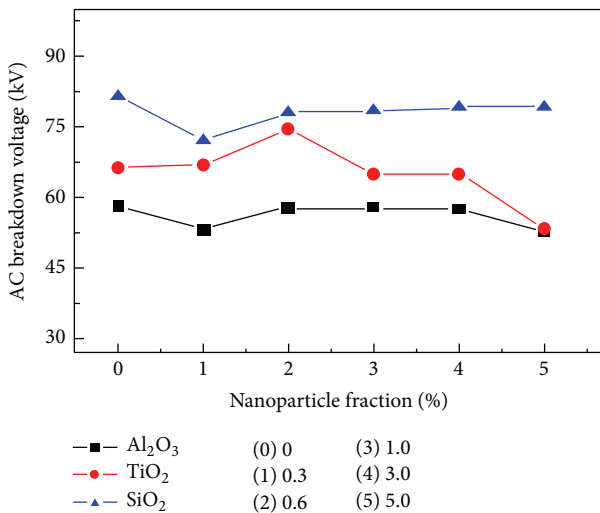 AC breakdown voltage (kV)
90
75
60
45
30
0 1 2 3 4 5
Nanoparticle fraction (%)
Al₂O₃ (0) 0 (3) 1.0
TiO₂ (1) 0.3 (4) 3.0
SiO₂ (2) 0.6 (5) 5.0